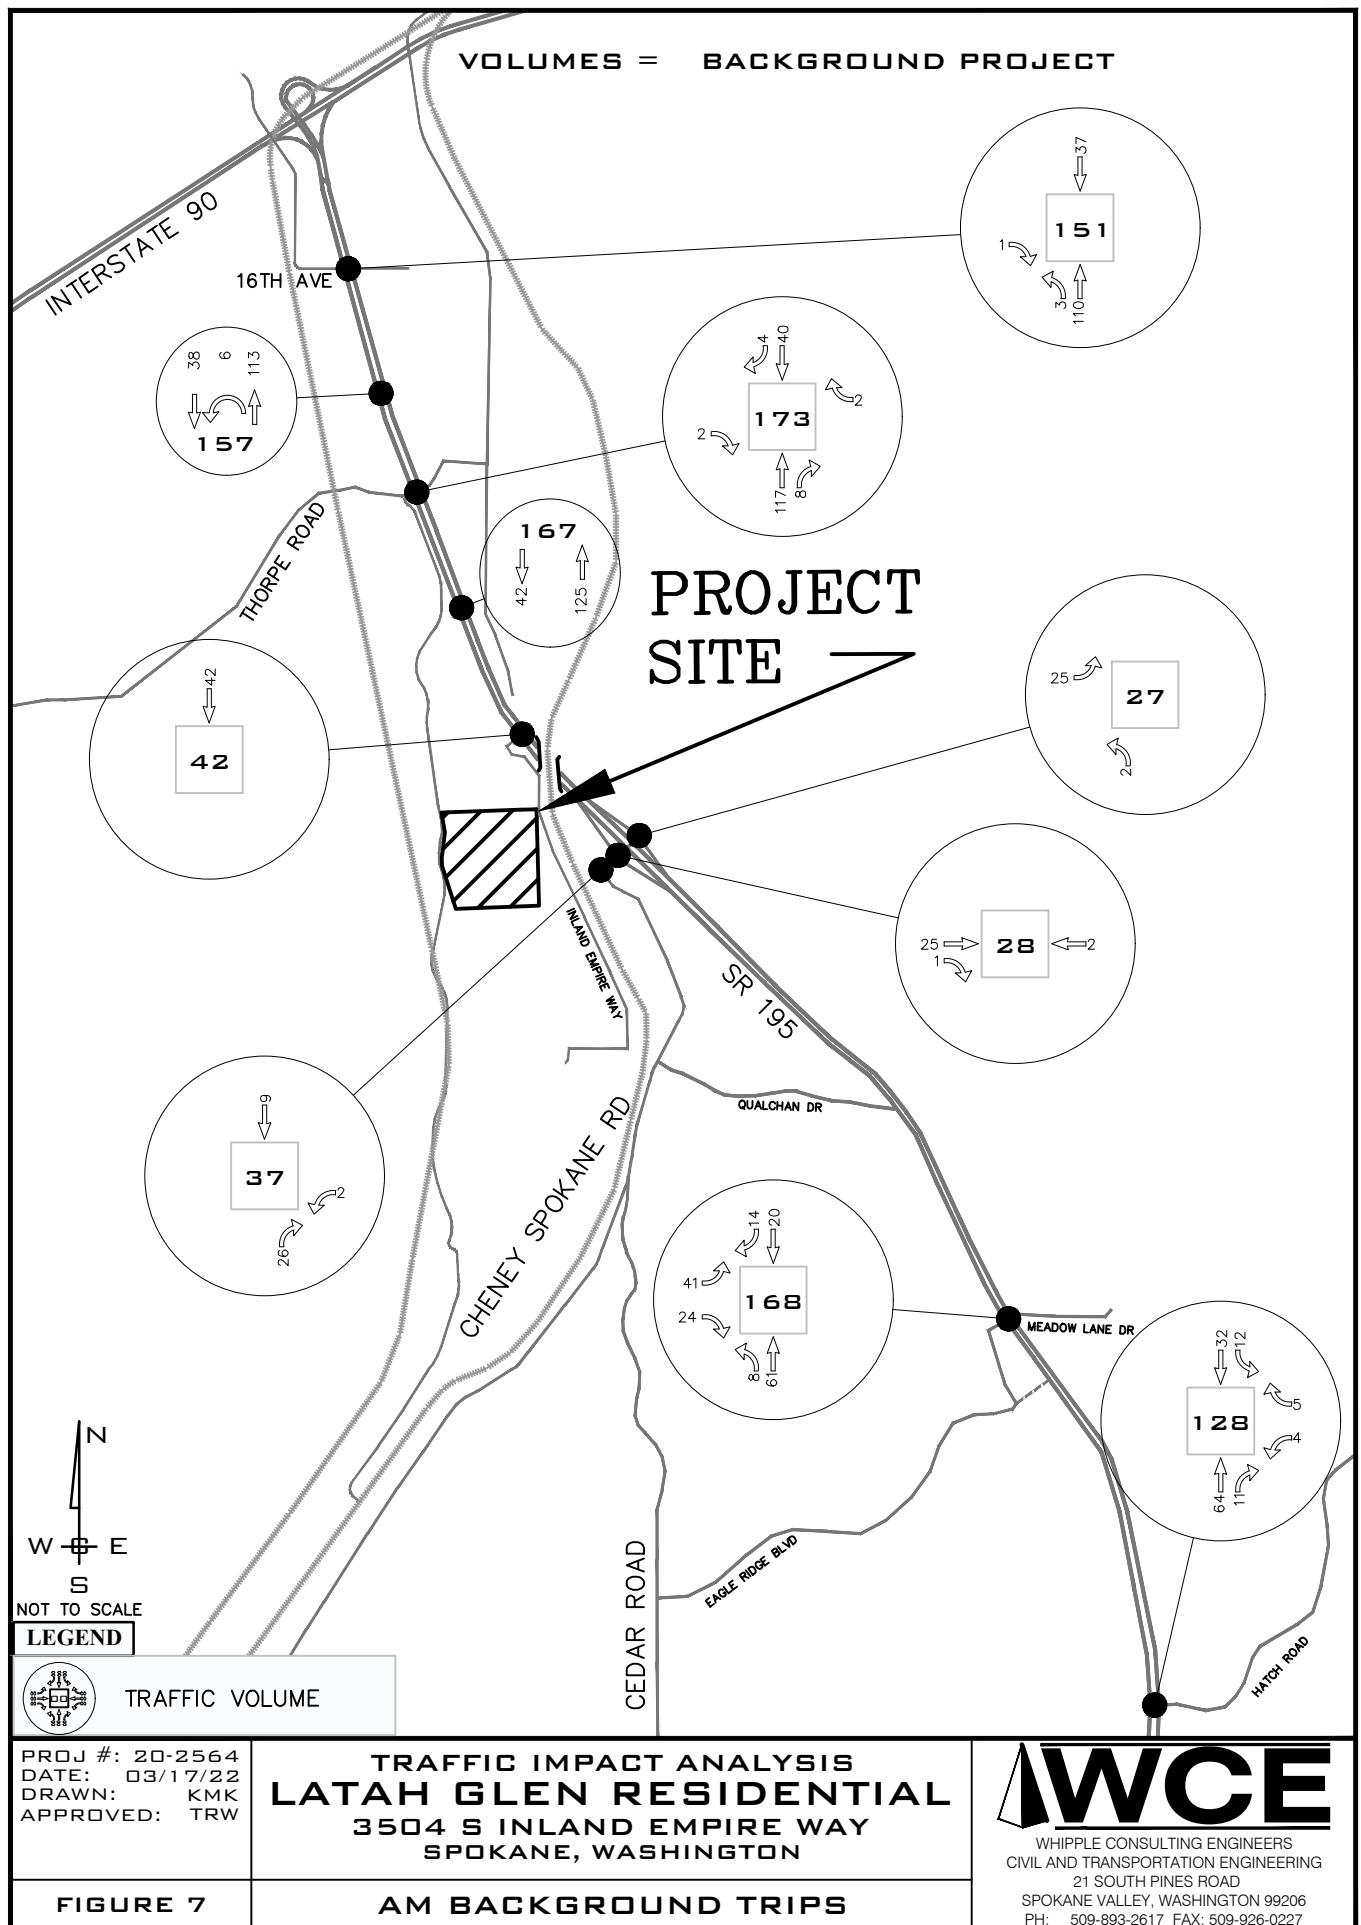 VOLUMES = BACKGROUND PROJECT
INTERSTATE 90
16TH AVE
37
151
1
3
110
38
6
113
157
4
40
2
173
2
117
8
THORPE ROAD
167
42
125
PROJECT
SITE
42
42
25
27
2
INLAND EMPIRE WAY
SR 195
25
28
2
1
9
37
2
26
QUALCHAN DR
CHENEY SPOKANE RD
14
20
41
168
24
8
61
MEADOW LANE DR
32
12
5
128
4
64
11
N
W E
S
NOT TO SCALE
LEGEND
TRAFFIC VOLUME
CEDAR ROAD
EAGLE RIDGE BLVD
HATCH ROAD
PROJ #: 20-2564
DATE: 03/17/22
DRAWN: KMK
APPROVED: TRW
FIGURE 7
TRAFFIC IMPACT ANALYSIS
LATAH GLEN RESIDENTIAL
3504 S INLAND EMPIRE WAY
SPOKANE, WASHINGTON
AM BACKGROUND TRIPS
WCE
WHIPPLE CONSULTING ENGINEERS
CIVIL AND TRANSPORTATION ENGINEERING
21 SOUTH PINES ROAD
SPOKANE VALLEY, WASHINGTON 99206
PH: 509-893-2617 FAX: 509-926-0227